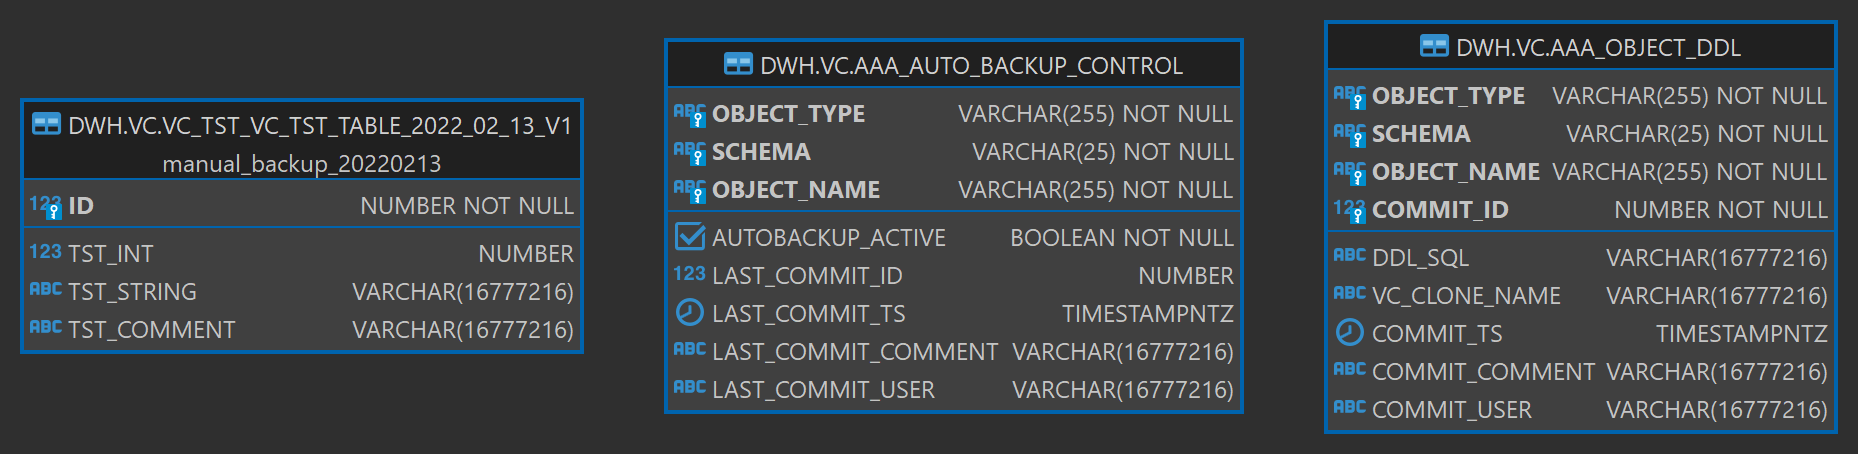 DWH.VC.VC_TST_VC_TST_TABLE_2022_02_13_V1
manual_backup_20220213
123 ID NUMBER NOT NULL
123 TST_INT NUMBER
ABC TST_STRING VARCHAR(16777216)
ABC TST_COMMENT VARCHAR(16777216)
DWH.VC.AAA_AUTO_BACKUP_CONTROL
ABC OBJECT_TYPE VARCHAR(255) NOT NULL
ABC SCHEMA VARCHAR(25) NOT NULL
ABC OBJECT_NAME VARCHAR(255) NOT NULL
AUTOBACKUP_ACTIVE BOOLEAN NOT NULL
123 LAST_COMMIT_ID NUMBER
LAST_COMMIT_TS TIMESTAMPNTZ
ABC LAST_COMMIT_COMMENT VARCHAR(16777216)
ABC LAST_COMMIT_USER VARCHAR(16777216)
DWH.VC.AAA_OBJECT_DDL
ABC OBJECT_TYPE VARCHAR(255) NOT NULL
ABC SCHEMA VARCHAR(25) NOT NULL
ABC OBJECT_NAME VARCHAR(255) NOT NULL
123 COMMIT_ID NUMBER NOT NULL
ABC DDL_SQL VARCHAR(16777216)
ABC VC_CLONE_NAME VARCHAR(16777216)
COMMIT_TS TIMESTAMPNTZ
ABC COMMIT_COMMENT VARCHAR(16777216)
ABC COMMIT_USER VARCHAR(16777216)